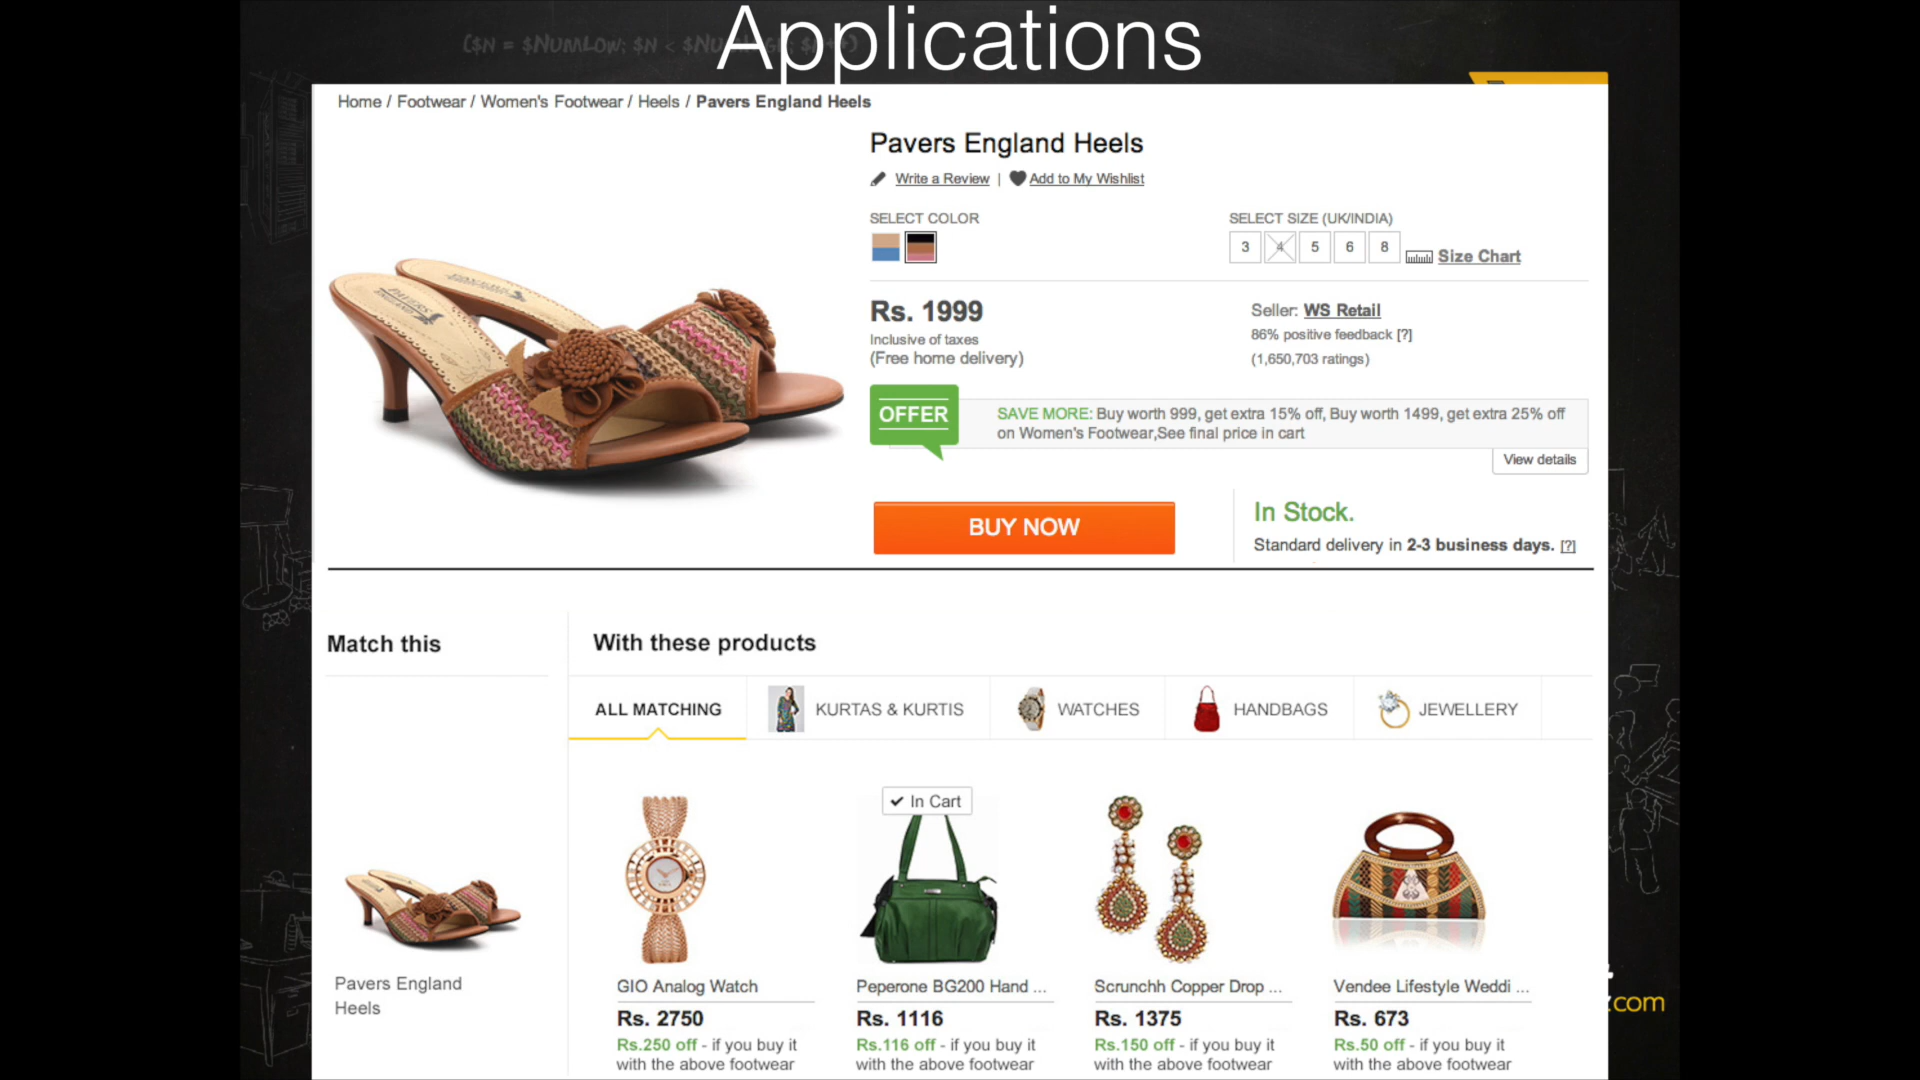 Applications
Home / Footwear / Women's Footwear / Heels / Pavers England Heels
Pavers England Heels
Write a Review | Add to My Wishlist
SELECT COLOR
SELECT SIZE (UK/INDIA)
3 4 5 6 8 Size Chart
Rs. 1999
Inclusive of taxes
(Free home delivery)
Seller: WS Retail
86% positive feedback [?]
(1,650,703 ratings)
OFFER
SAVE MORE: Buy worth 999, get extra 15% off, Buy worth 1499, get extra 25% off
on Women's Footwear,See final price in cart
View details
BUY NOW
In Stock.
Standard delivery in 2-3 business days. [?]
Match this
With these products
ALL MATCHING KURTAS & KURTIS WATCHES HANDBAGS JEWELLERY
In Cart
Pavers England
Heels
GIO Analog Watch
Rs. 2750
Rs.250 off - if you buy it
with the above footwear
Peperone BG200 Hand ...
Rs. 1116
Rs.116 off - if you buy it
with the above footwear
Scrunchh Copper Drop ...
Rs. 1375
Rs.150 off - if you buy it
with the above footwear
Vendee Lifestyle Weddi ...
Rs. 673
Rs.50 off - if you buy it
with the above footwear
.com